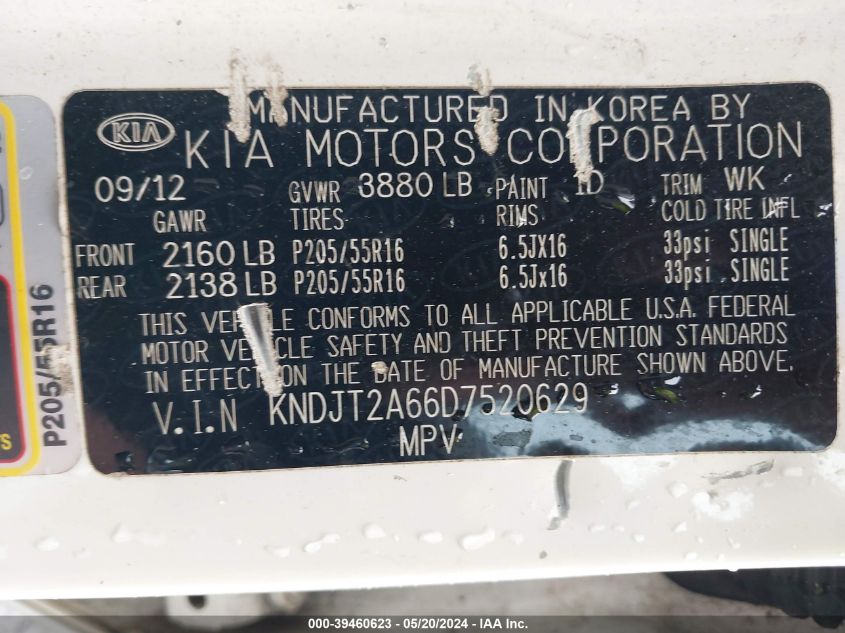 MANUFACTURED IN KOREA BY
KIA
KIA MOTORS CORPORATION
09/12 GVWR 3880 LB PAINT 1D TRIM WK
GAWR TIRES RIMS COLD TIRE INFL
FRONT 2160 LB P205/55R16 6.5JX16 33psi SINGLE
REAR 2138 LB P205/55R16 6.5Jx16 33psi SINGLE
THIS VEHICLE CONFORMS TO ALL APPLICABLE U.S.A. FEDERAL
MOTOR VEHICLE SAFETY AND THEFT PREVENTION STANDARDS
IN EFFECT ON THE DATE OF MANUFACTURE SHOWN ABOVE.
V.I.N KNDJT2A66D7520629
MPV
P205/55R16
000-39460623 - 05/20/2024 - IAA Inc.